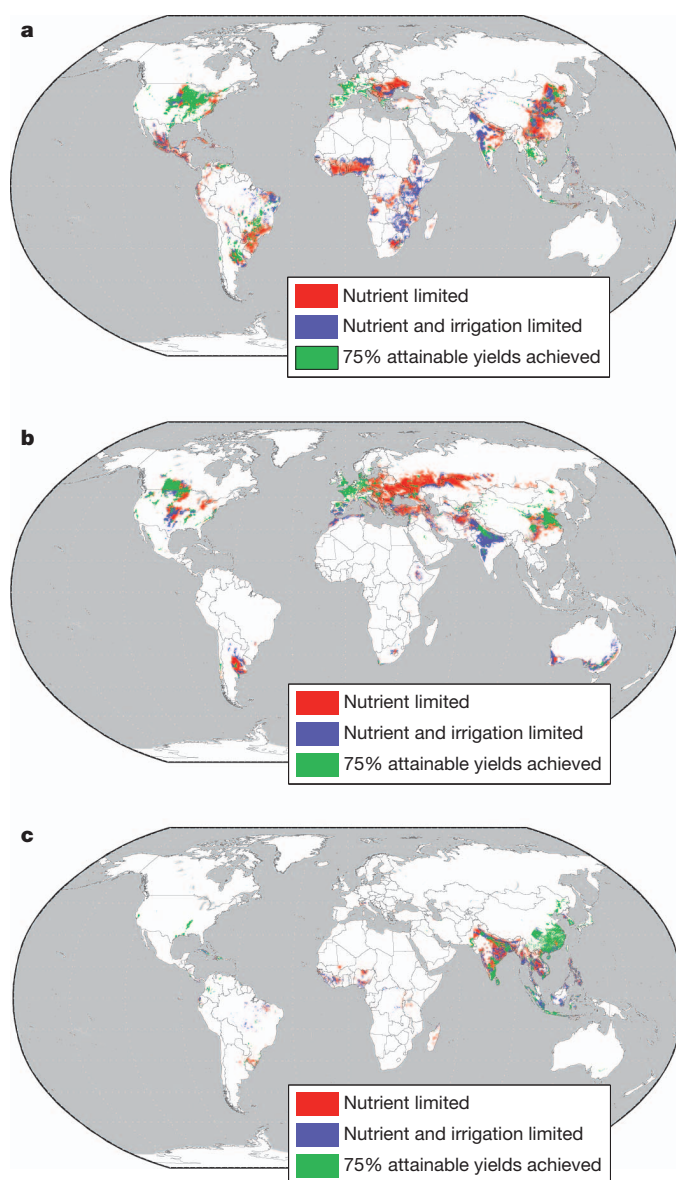 a
Nutrient limited
Nutrient and irrigation limited
75% attainable yields achieved
b
Nutrient limited
Nutrient and irrigation limited
75% attainable yields achieved
c
Nutrient limited
Nutrient and irrigation limited
75% attainable yields achieved